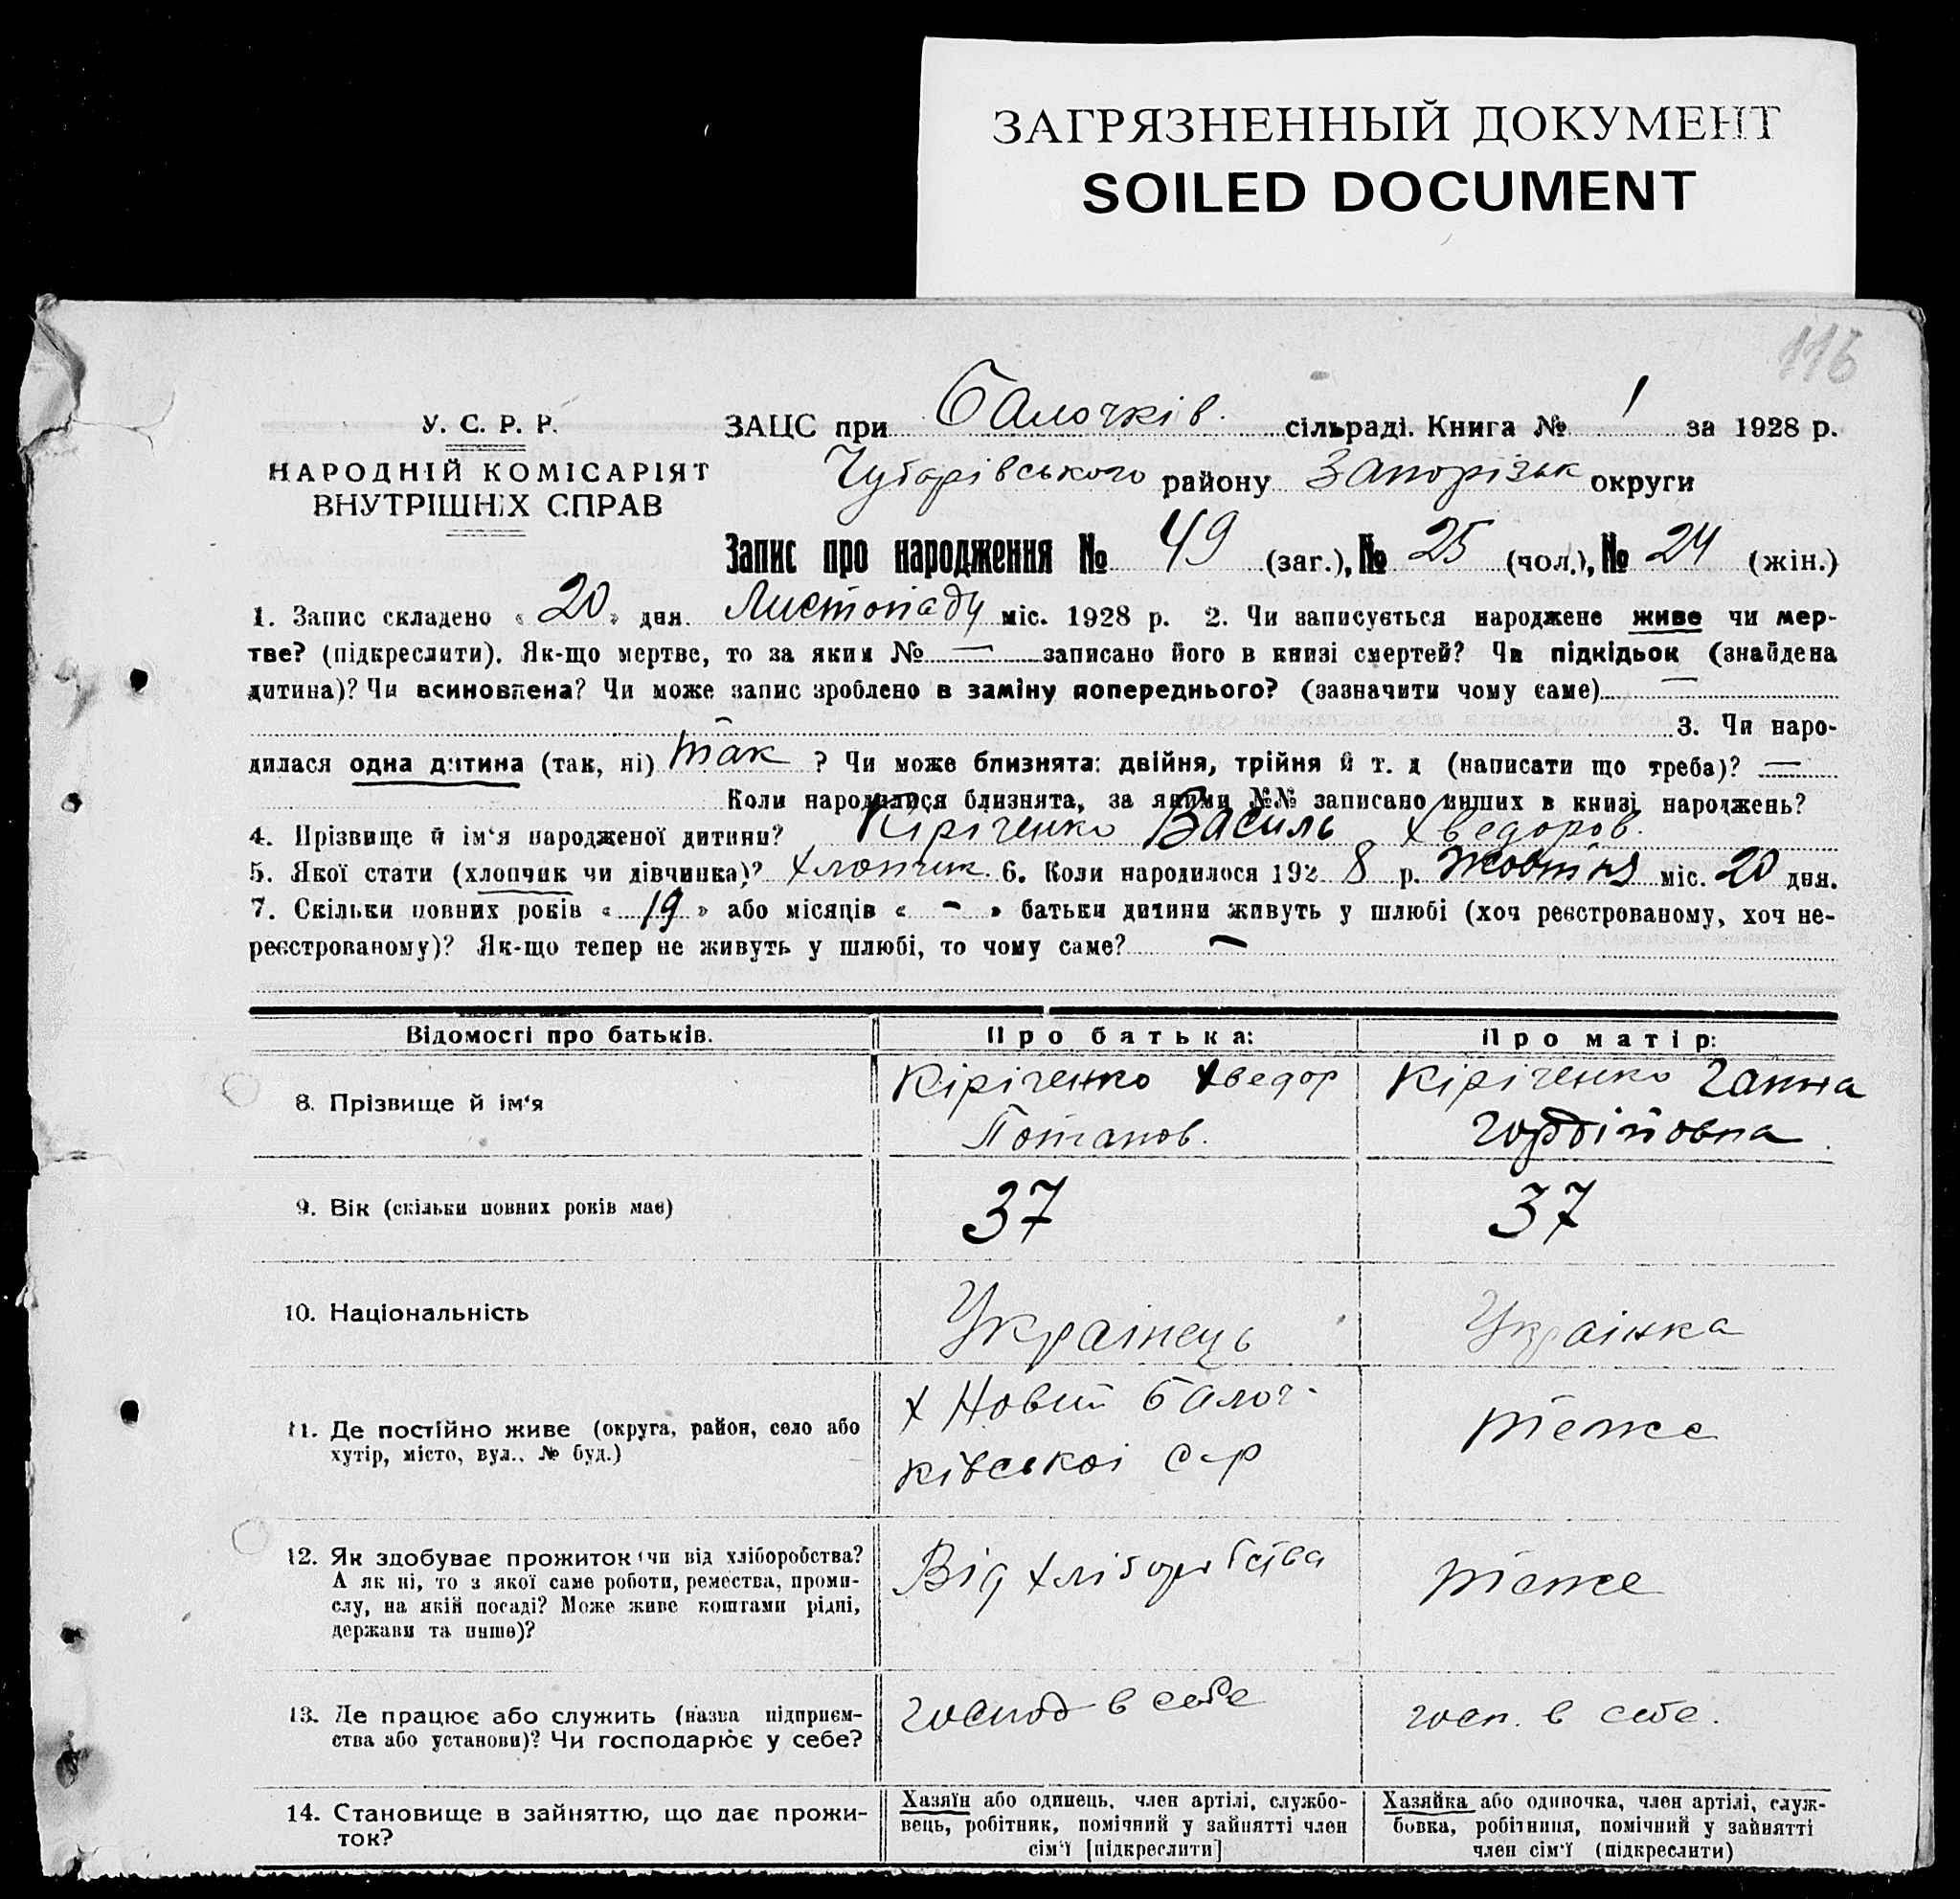 ЗАГРЯЗНЕННЫЙ ДОКУМЕНТ
SOILED DOCUMENT
116
У. С. Р. Р.
НАРОДНІЙ КОМІСАРІЯТ
ВНУТРІШНІХ СПРАВ
ЗАЦС при Балочків. сільраді. Книга № 1 за 1928 р.
Чубарівського району Запорізьк округи
Запис про народження № 49 (заг.), № 25 (чол.), № 24 (жін.)
1. Запис складено « 20 » дня Листопаду міс. 1928 р. 2. Чи записується народжене живе чи мер-
тве? (підкреслити). Як-що мертве, то за яким № — записано його в книзі смертей? Чи підкідьок (знайдена
дитина)? Чи всиновлена? Чи може запис зроблено в заміну попереднього? (зазначити чому саме) —
3. Чи наро-
дилася одна дитина (так, ні) так ? Чи може близнята: двійня, трійня й т. д (написати що треба)? —
Коли народилися близнята, за якими №№ записано инших в книзі народжень?
4. Прізвище й ім'я народженої дитини? Кіріченко Василь Хведоров.
5. Якої стати (хлопчик чи дівчинка)? хлопчик. 6. Коли народилося 192 8 р. Жовтня міс. 20 дня.
7. Скільки повних років « 19 » або місяців « - » батьки дитини живуть у шлюбі (хоч реєстрованому, хоч не-
реєстрованому)? Як-що тепер не живуть у шлюбі, то чому саме? —
Відомості про батьків. Про батька: Про матір:
8. Прізвище й ім'я Кіріченко Хведор Кіріченко Ганна
Потапов. Гордійовна
9. Вік (скільки повних років має) 37 37
10. Національність Українець Українка
11. Де постійно живе (округа, район, село або
хутір, місто, вул., № буд.)
х Новий Балоч-
ківської с-р
теже
12. Як здобуває прожиток (чи від хліборобства?
А як ні, то з якої саме роботи, ремества, проми-
слу, на якій посаді? Може живе коштами рідні,
держави та инше)?
Від хліборобства
теже
13. Де працює або служить (назва підприєм-
ства або установи)? Чи господарює у себе?
господ в себе
госп. в себе.
14. Становище в зайняттю, що дає прожи-
ток?
Хазяїн або одинець, член артілі, службо-
вець, робітник, помічний у зайнятті член
сім'ї [підкреслити]
Хазяйка або одиночка, член артілі, служ-
бовка, робітниця, помічний у зайнятті
член сім'ї (підкреслити)